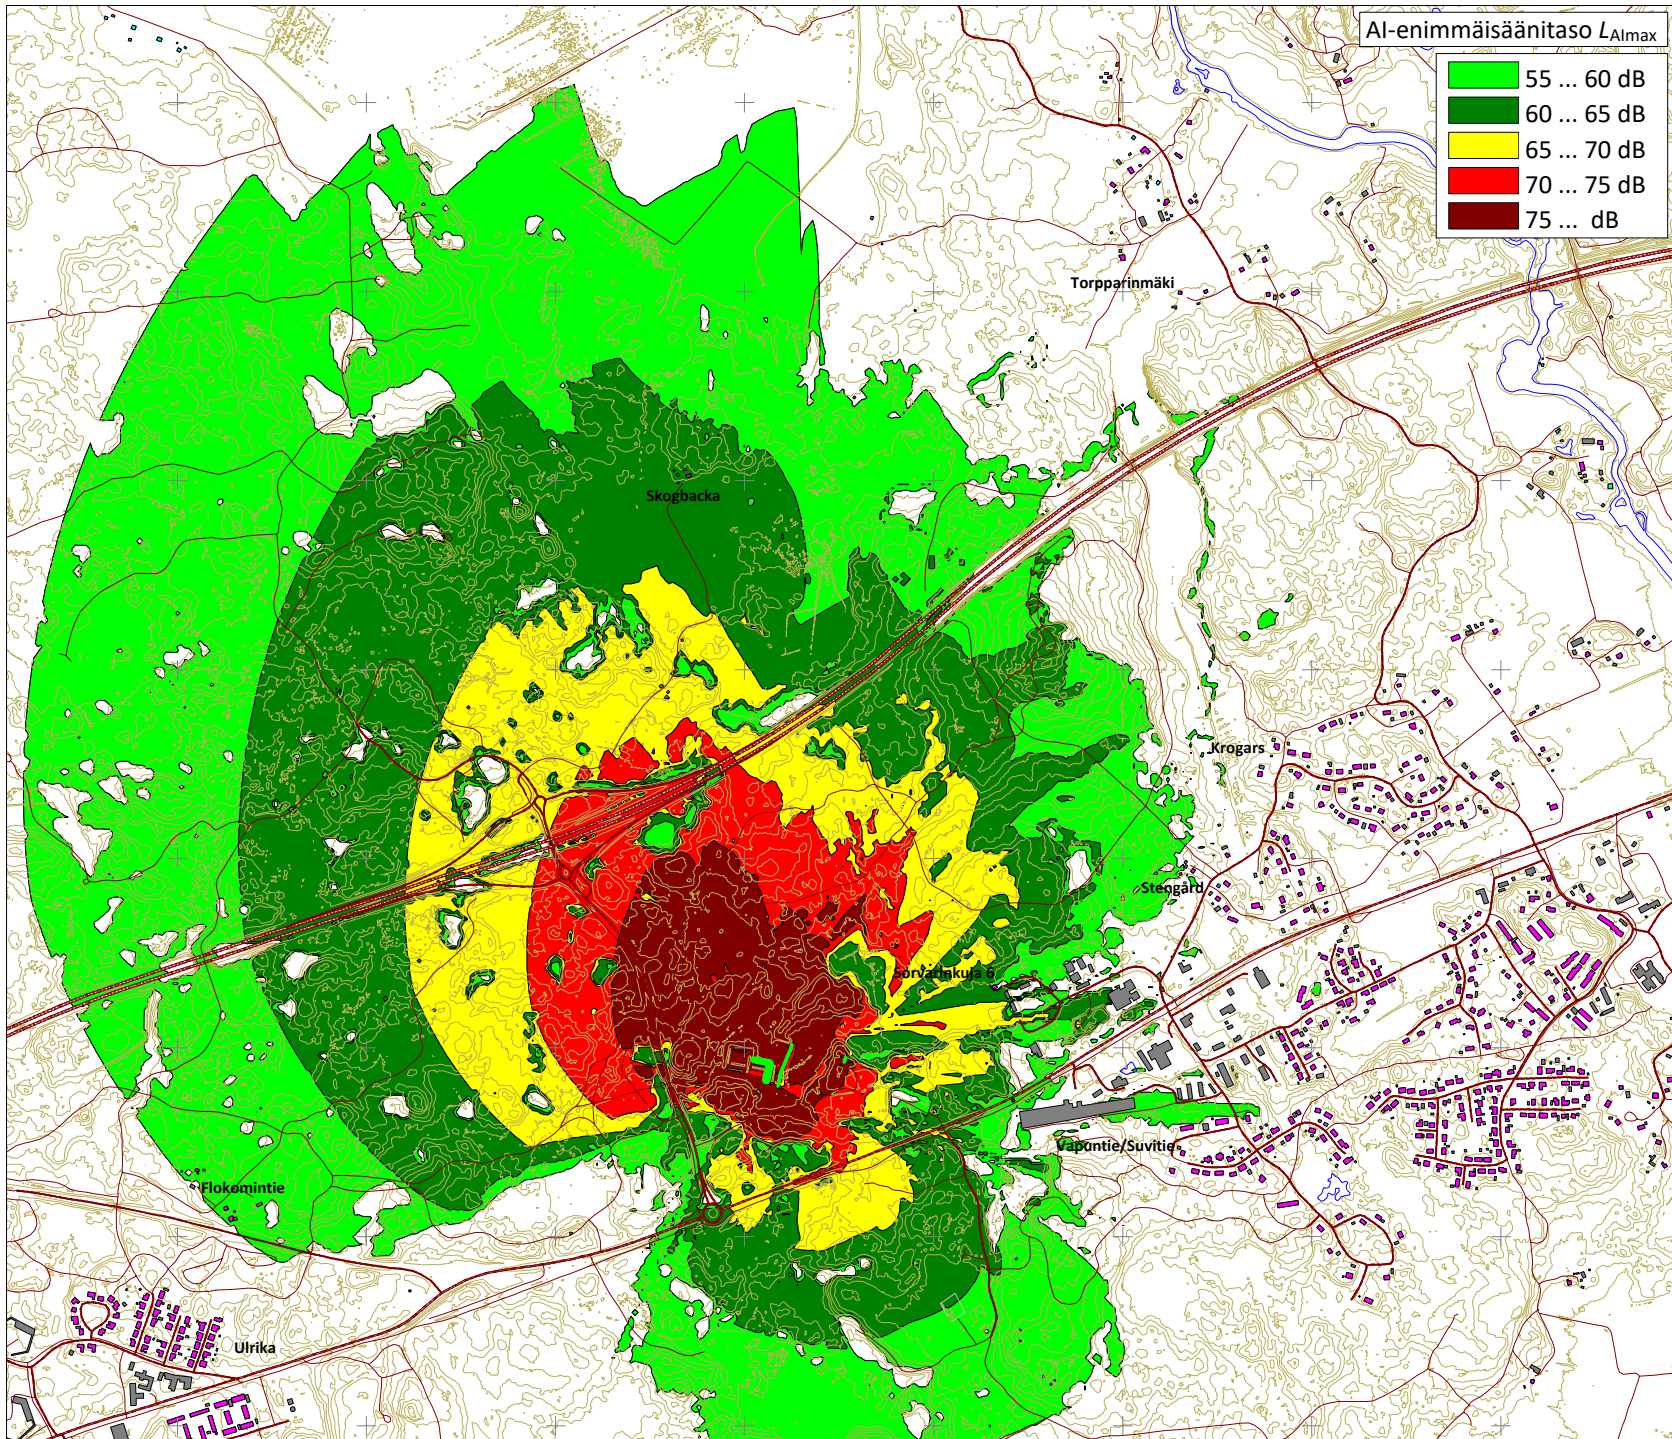 AI-enimmäisäänitaso LAImax
55 ... 60 dB
60 ... 65 dB
65 ... 70 dB
70 ... 75 dB
75 ... dB
Torpparinmäki
Skogbacka
Krogars
Stengård
Sorvarinkuja 6
Vapuntie/Suvitie
Flokomintie
Ulrika